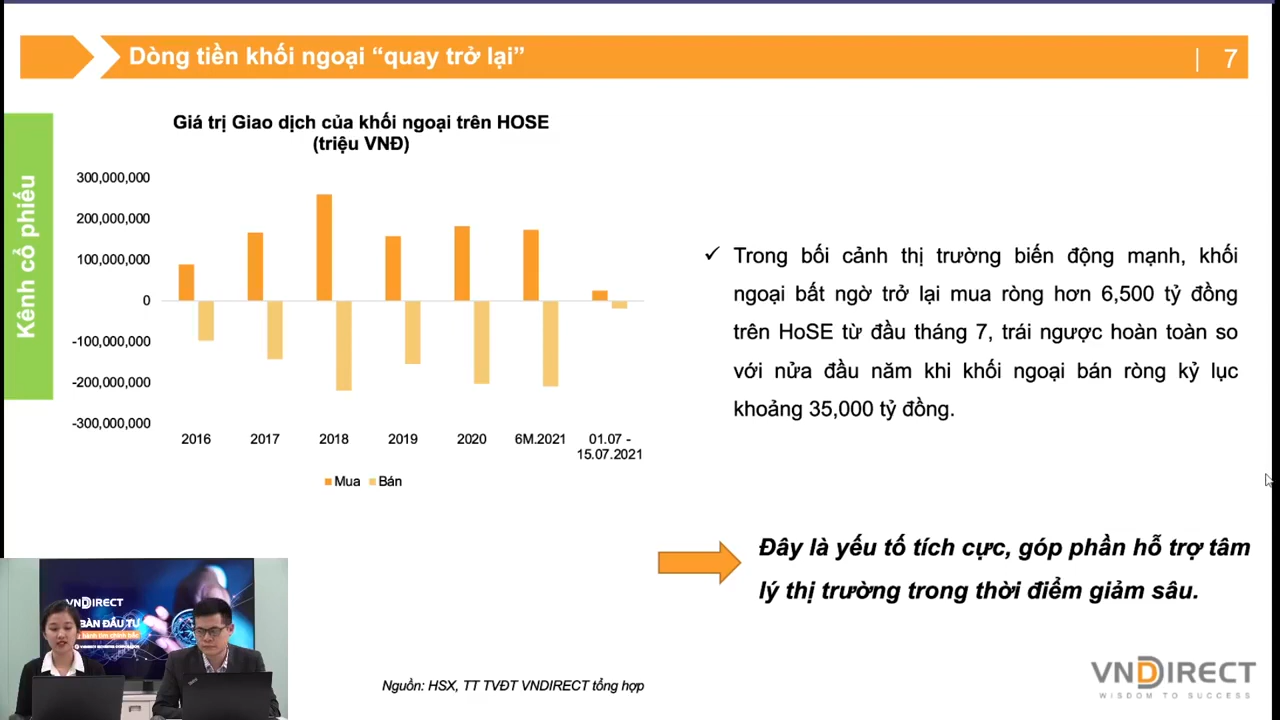 Dòng tiền khối ngoại “quay trở lại”
| 7
Kênh cổ phiếu
Giá trị Giao dịch của khối ngoại trên HOSE
(triệu VNĐ)
300,000,000
200,000,000
100,000,000
0
-100,000,000
-200,000,000
-300,000,000
2016 2017 2018 2019 2020 6M.2021 01.07 -
15.07.2021
Mua Bán
✓ Trong bối cảnh thị trường biến động mạnh, khối
ngoại bất ngờ trở lại mua ròng hơn 6,500 tỷ đồng
trên HoSE từ đầu tháng 7, trái ngược hoàn toàn so
với nửa đầu năm khi khối ngoại bán ròng kỷ lục
khoảng 35,000 tỷ đồng.
Đây là yếu tố tích cực, góp phần hỗ trợ tâm
lý thị trường trong thời điểm giảm sâu.
VNDIRECT
BÀN ĐẦU TƯ
bánh tìm chính bắc
Nguồn: HSX, TT TVĐT VNDIRECT tổng hợp
VNDIRECT
WISDOM TO SUCCESS